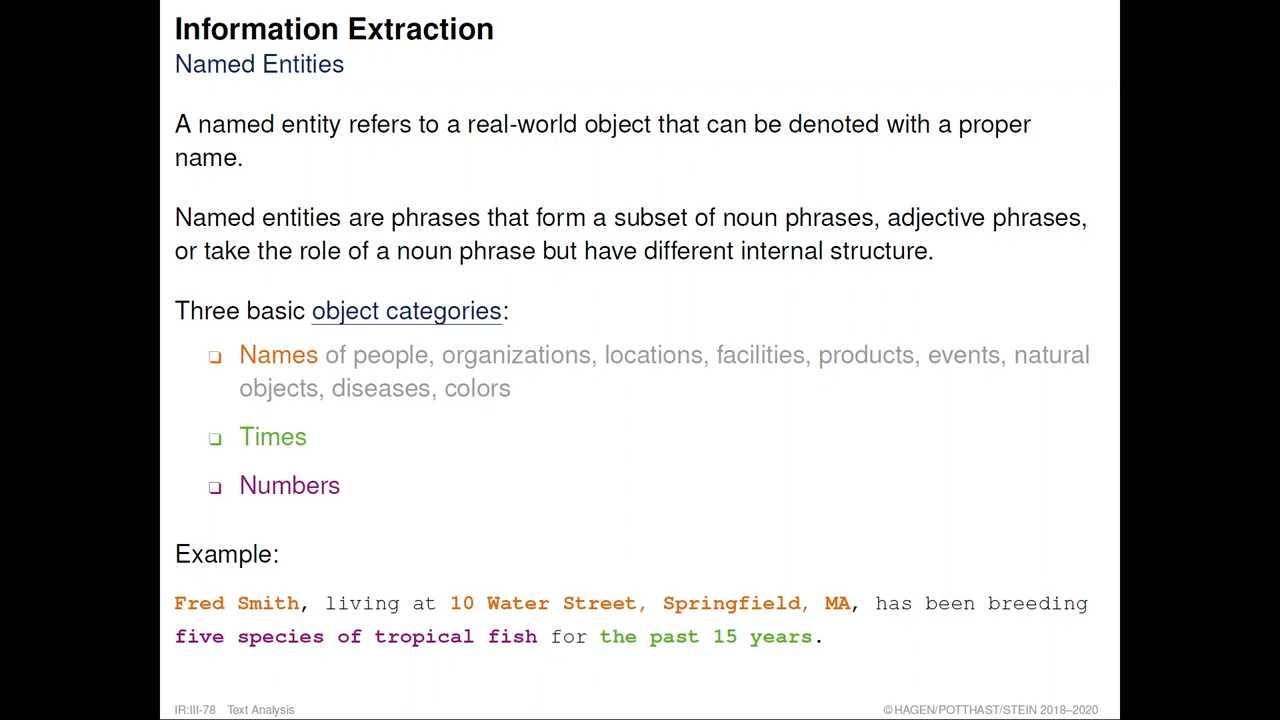 Information Extraction
Named Entities
A named entity refers to a real-world object that can be denoted with a proper
name.
Named entities are phrases that form a subset of noun phrases, adjective phrases,
or take the role of a noun phrase but have different internal structure.
Three basic object categories:
❑ Names of people, organizations, locations, facilities, products, events, natural
objects, diseases, colors
❑ Times
❑ Numbers
Example:
Fred Smith, living at 10 Water Street, Springfield, MA, has been breeding
five species of tropical fish for the past 15 years.
IR:III-78 Text Analysis ©HAGEN/POTTHAST/STEIN 2018–2020